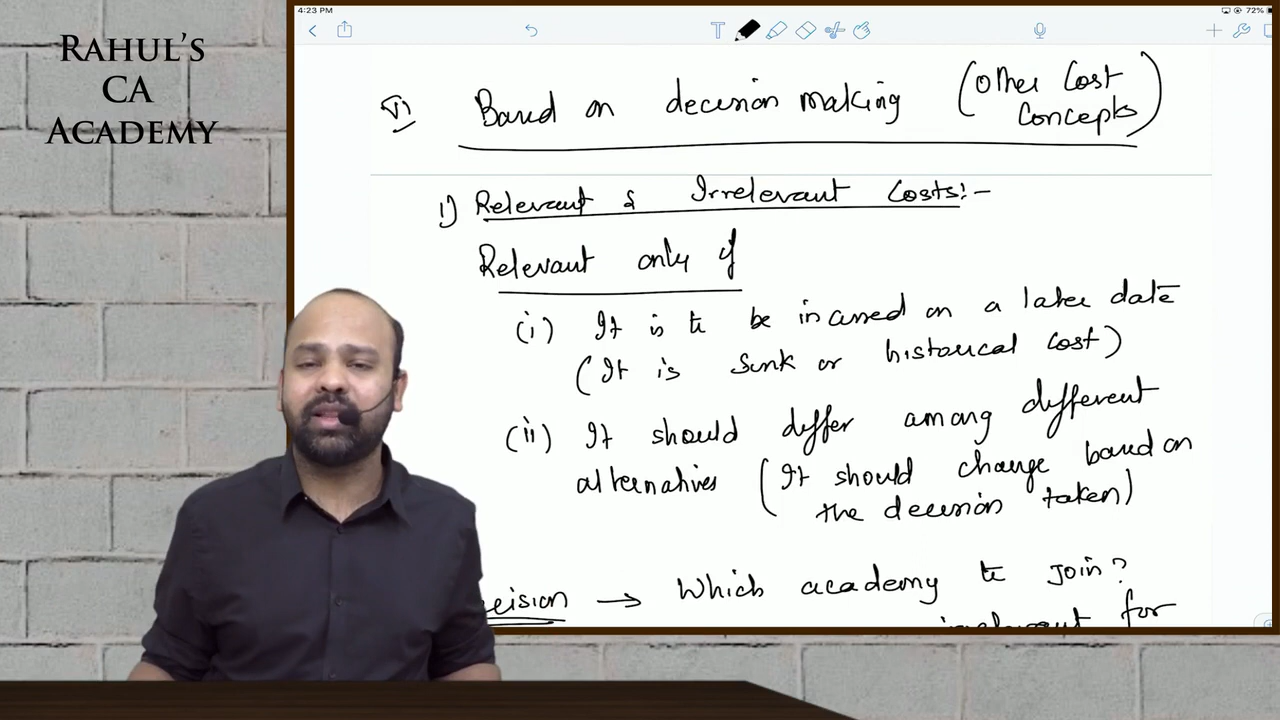 RAHUL'S
CA
ACADEMY
4:23 PM
72%
T
V) Based on decision making (Other Cost Concepts)
1) Relevant & Irrelevant Costs:-
Relevant only if
(i) It is to be incurred on a later date
(It is Sunk or historical cost)
(ii) It should differ among different
alternatives (It should change based on
the decision taken)
ecision → Which academy to join?
irrelevant for